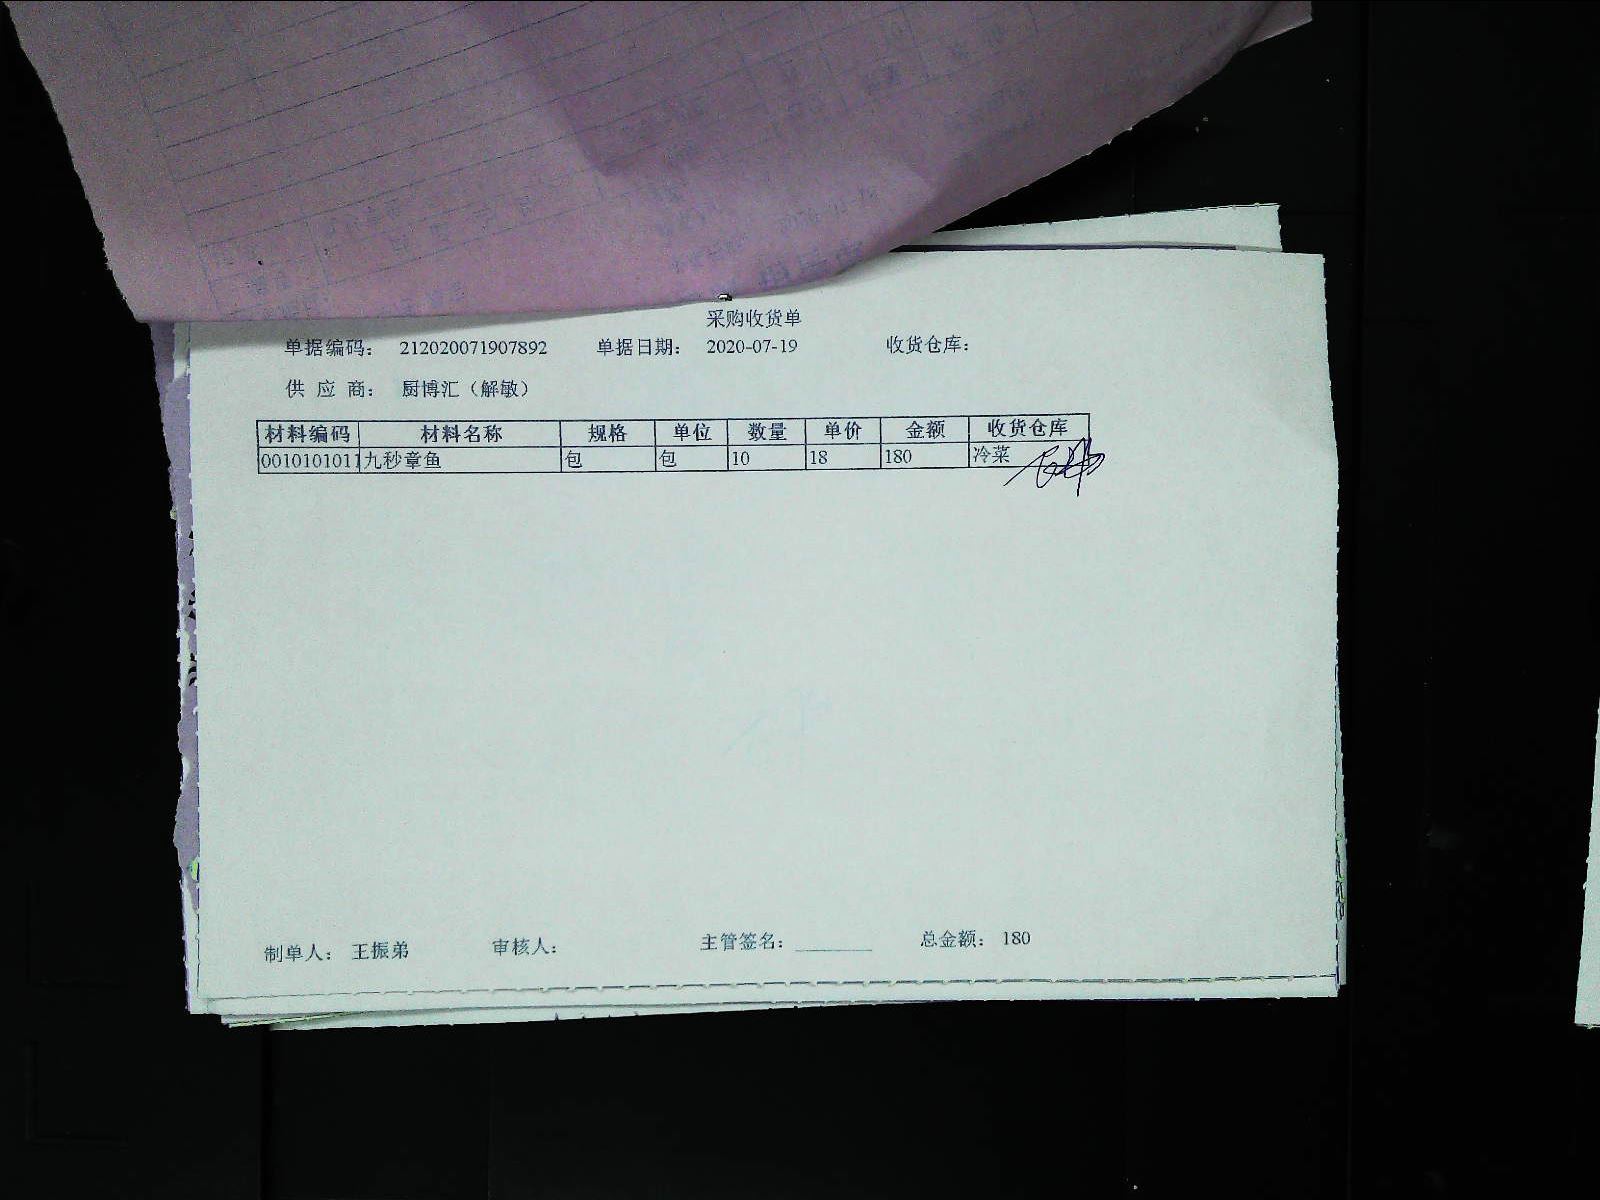 采购收货单
单据编码: 212020071907892 单据日期: 2020-07-19 收货仓库:
供 应 商: 厨博汇（解敏）
材料编码 材料名称 规格 单位 数量 单价 金额 收货仓库
0010101011 九秒章鱼 包 包 10 18 180 冷菜
制单人: 王振弟 审核人: 主管签名: ________ 总金额: 180